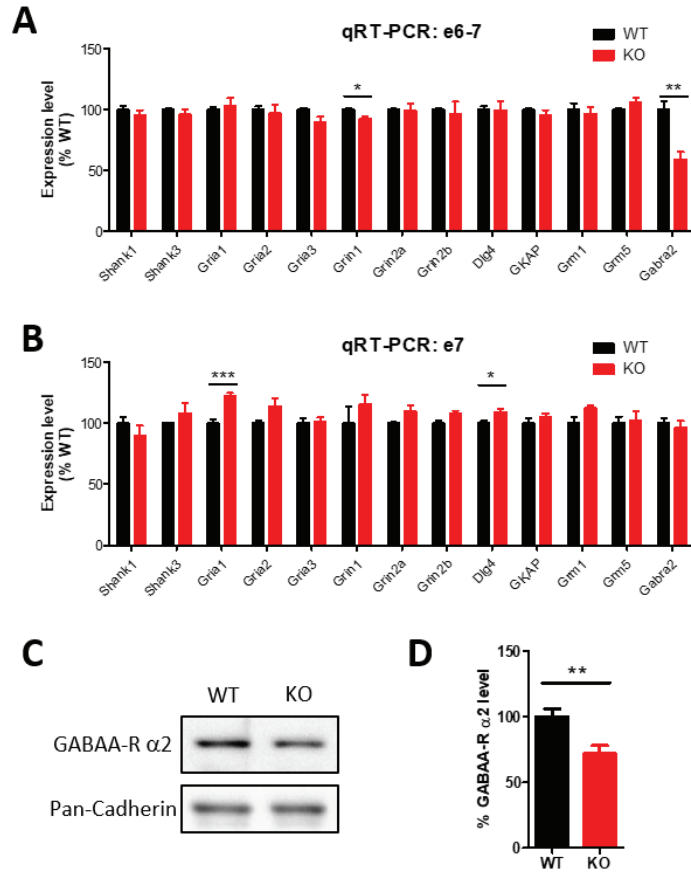 A
qRT-PCR: e6-7
WT
KO
Expression level
(% WT)
150
100
50
0
*
**
Shank1 Shank3 Gria1 Gria2 Gria3 Grin1 Grin2a Grin2b Dlg4 GKAP Grm1 Grm5 Gabra2
B
qRT-PCR: e7
WT
KO
Expression level
(% WT)
150
100
50
0
***
*
Shank1 Shank3 Gria1 Gria2 Gria3 Grin1 Grin2a Grin2b Dlg4 GKAP Grm1 Grm5 Gabra2
C
WT KO
GABAA-R α2
Pan-Cadherin
D
% GABAA-R α2 level
150
100
50
0
**
WT KO